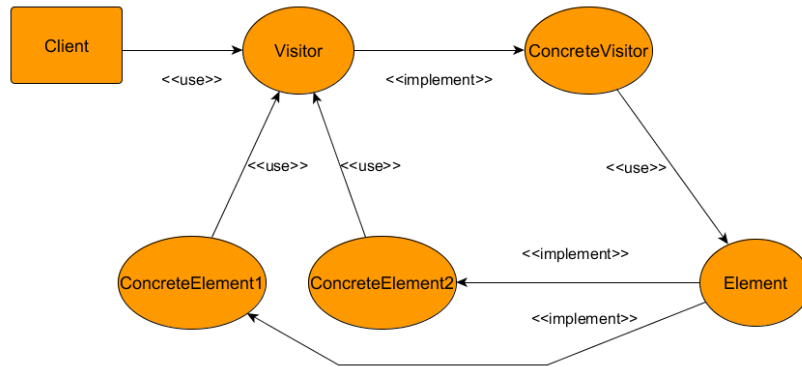 Client
Visitor
ConcreteVisitor
<<use>>
<<implement>>
<<use>>
<<use>>
<<use>>
<<implement>>
ConcreteElement1
ConcreteElement2
Element
<<implement>>